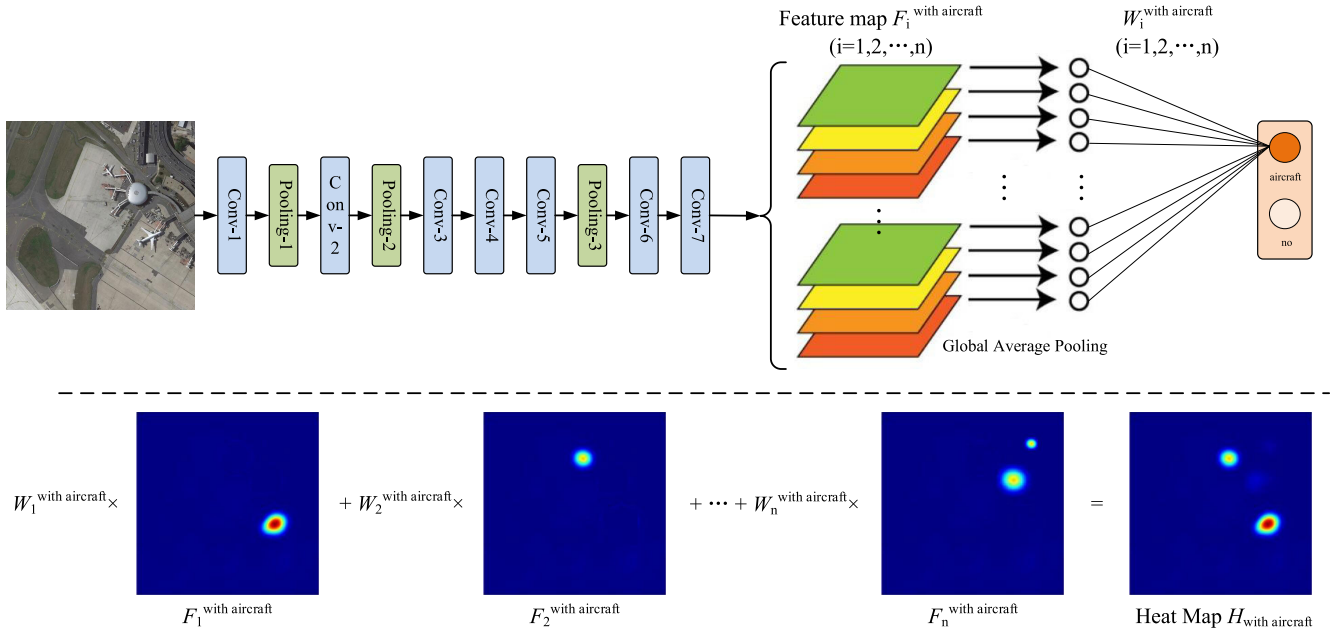 Feature map F_i^with aircraft
(i=1,2,⋯,n)
W_i^with aircraft
(i=1,2,⋯,n)
Conv-1
Pooling-1
C
on
v-
2
Pooling-2
Conv-3
Conv-4
Conv-5
Pooling-3
Conv-6
Conv-7
aircraft
no
Global Average Pooling
W_1^with aircraft ×
+ W_2^with aircraft ×
+ ⋯ + W_n^with aircraft ×
=
F_1^with aircraft
F_2^with aircraft
F_n^with aircraft
Heat Map H_with aircraft